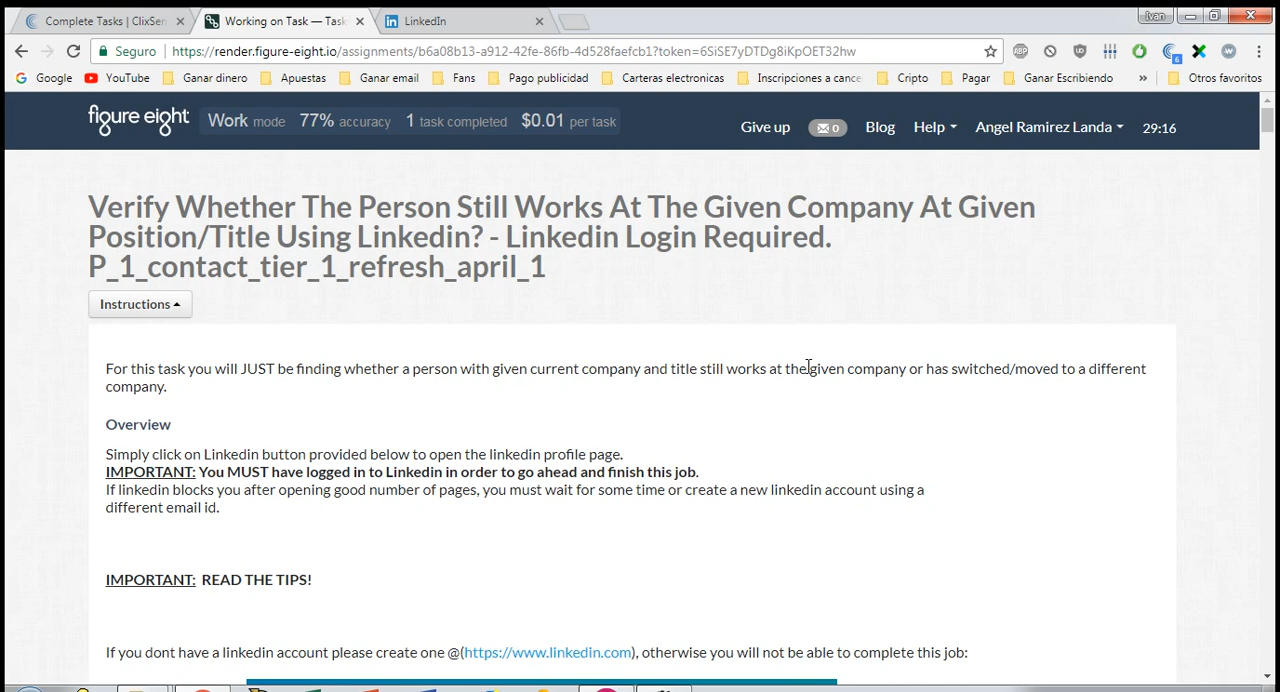 Complete Tasks | ClixSen
Working on Task — Task
LinkedIn
Ivan
Seguro
https://render.figure-eight.io/assignments/b6a08b13-a912-42fe-86fb-4d528faefcb1?token=6SiSE7yDTDg8iKpOET32hw
ABP
UD
6
W
Google
YouTube
Ganar dinero
Apuestas
Ganar email
Fans
Pago publicidad
Carteras electronicas
Inscripciones a cance
Cripto
Pagar
Ganar Escribiendo
»
Otros favoritos
figure eight
Work mode
77% accuracy
1 task completed
$0.01 per task
Give up
0
Blog
Help
Angel Ramirez Landa
29:16
Verify Whether The Person Still Works At The Given Company At Given
Position/Title Using Linkedin? - Linkedin Login Required.
P_1_contact_tier_1_refresh_april_1
Instructions
For this task you will JUST be finding whether a person with given current company and title still works at the given company or has switched/moved to a different
company.
Overview
Simply click on Linkedin button provided below to open the linkedin profile page.
IMPORTANT: You MUST have logged in to Linkedin in order to go ahead and finish this job.
If linkedin blocks you after opening good number of pages, you must wait for some time or create a new linkedin account using a
different email id.
IMPORTANT: READ THE TIPS!
If you dont have a linkedin account please create one @(https://www.linkedin.com), otherwise you will not be able to complete this job: